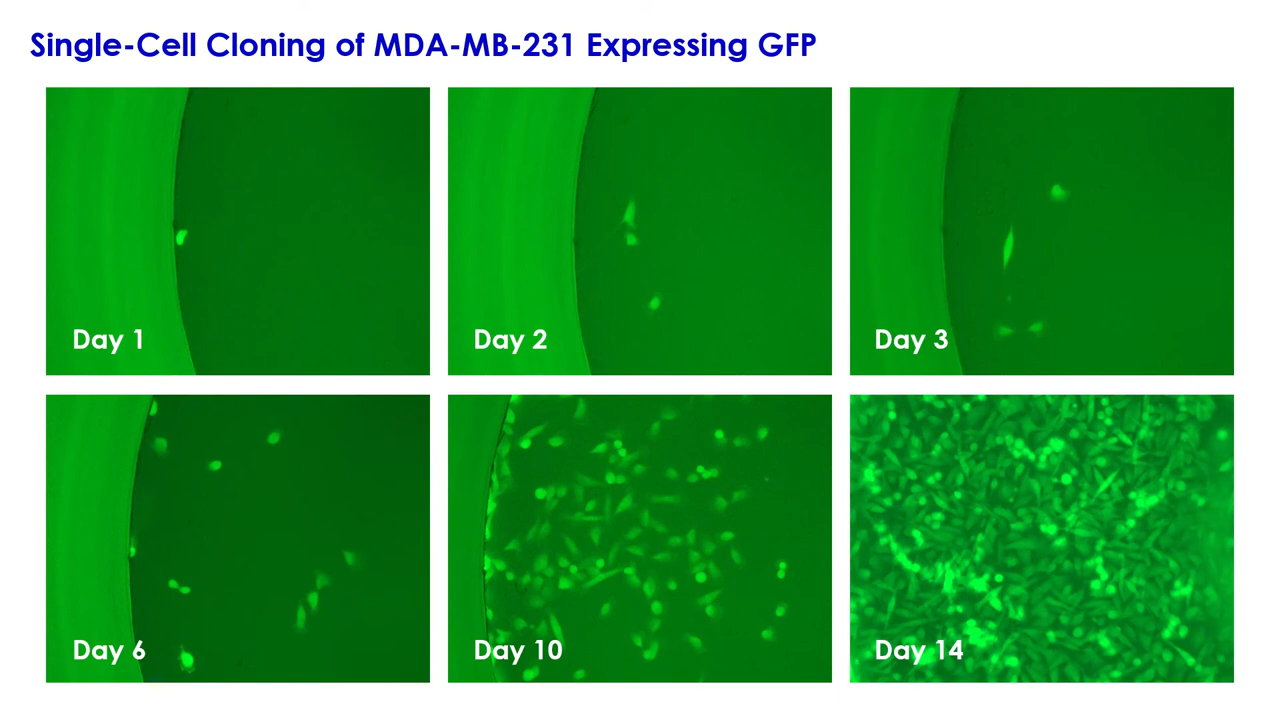 Single-Cell Cloning of MDA-MB-231 Expressing GFP
Day 1
Day 2
Day 3
Day 6
Day 10
Day 14